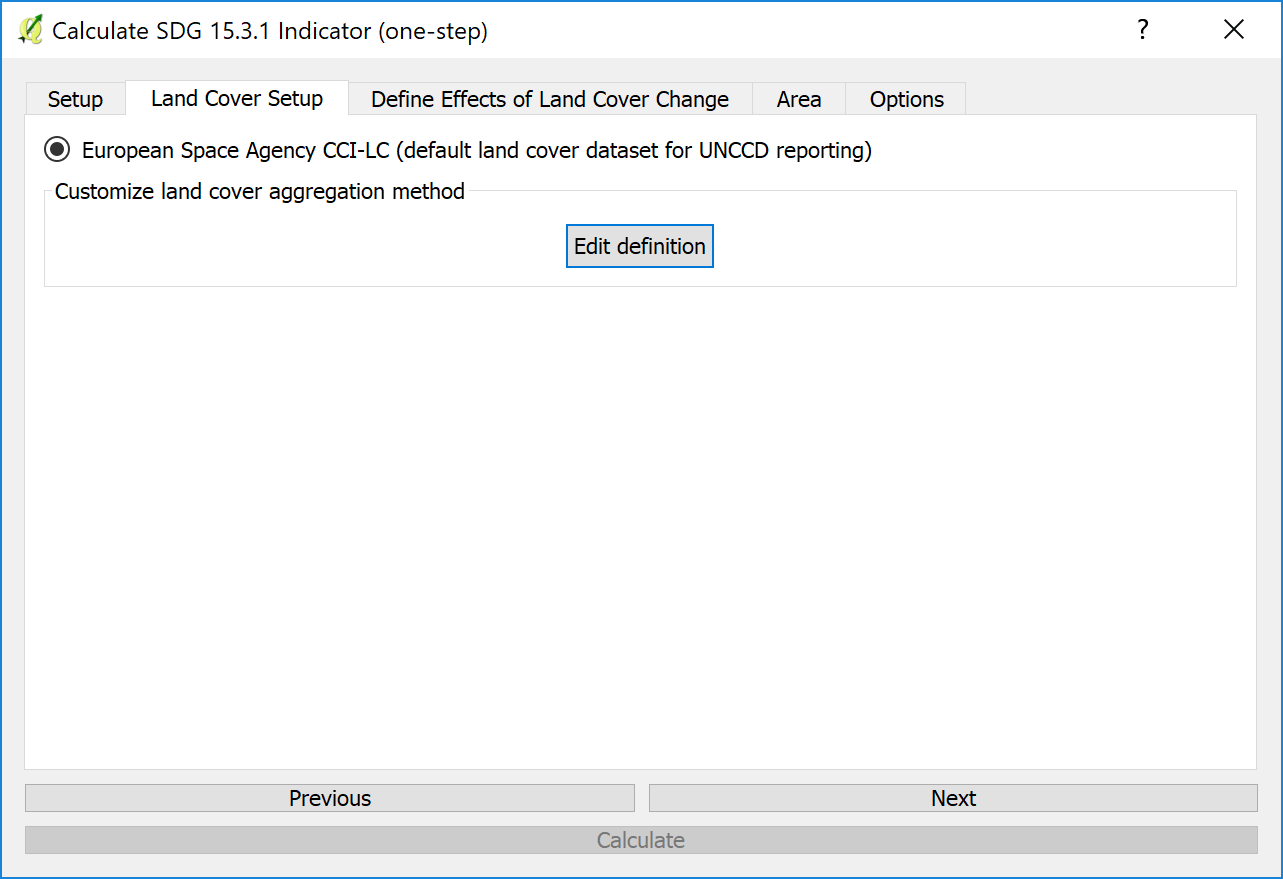 Calculate SDG 15.3.1 Indicator (one-step)
?
Setup
Land Cover Setup
Define Effects of Land Cover Change
Area
Options
European Space Agency CCI-LC (default land cover dataset for UNCCD reporting)
Customize land cover aggregation method
Edit definition
Previous
Next
Calculate